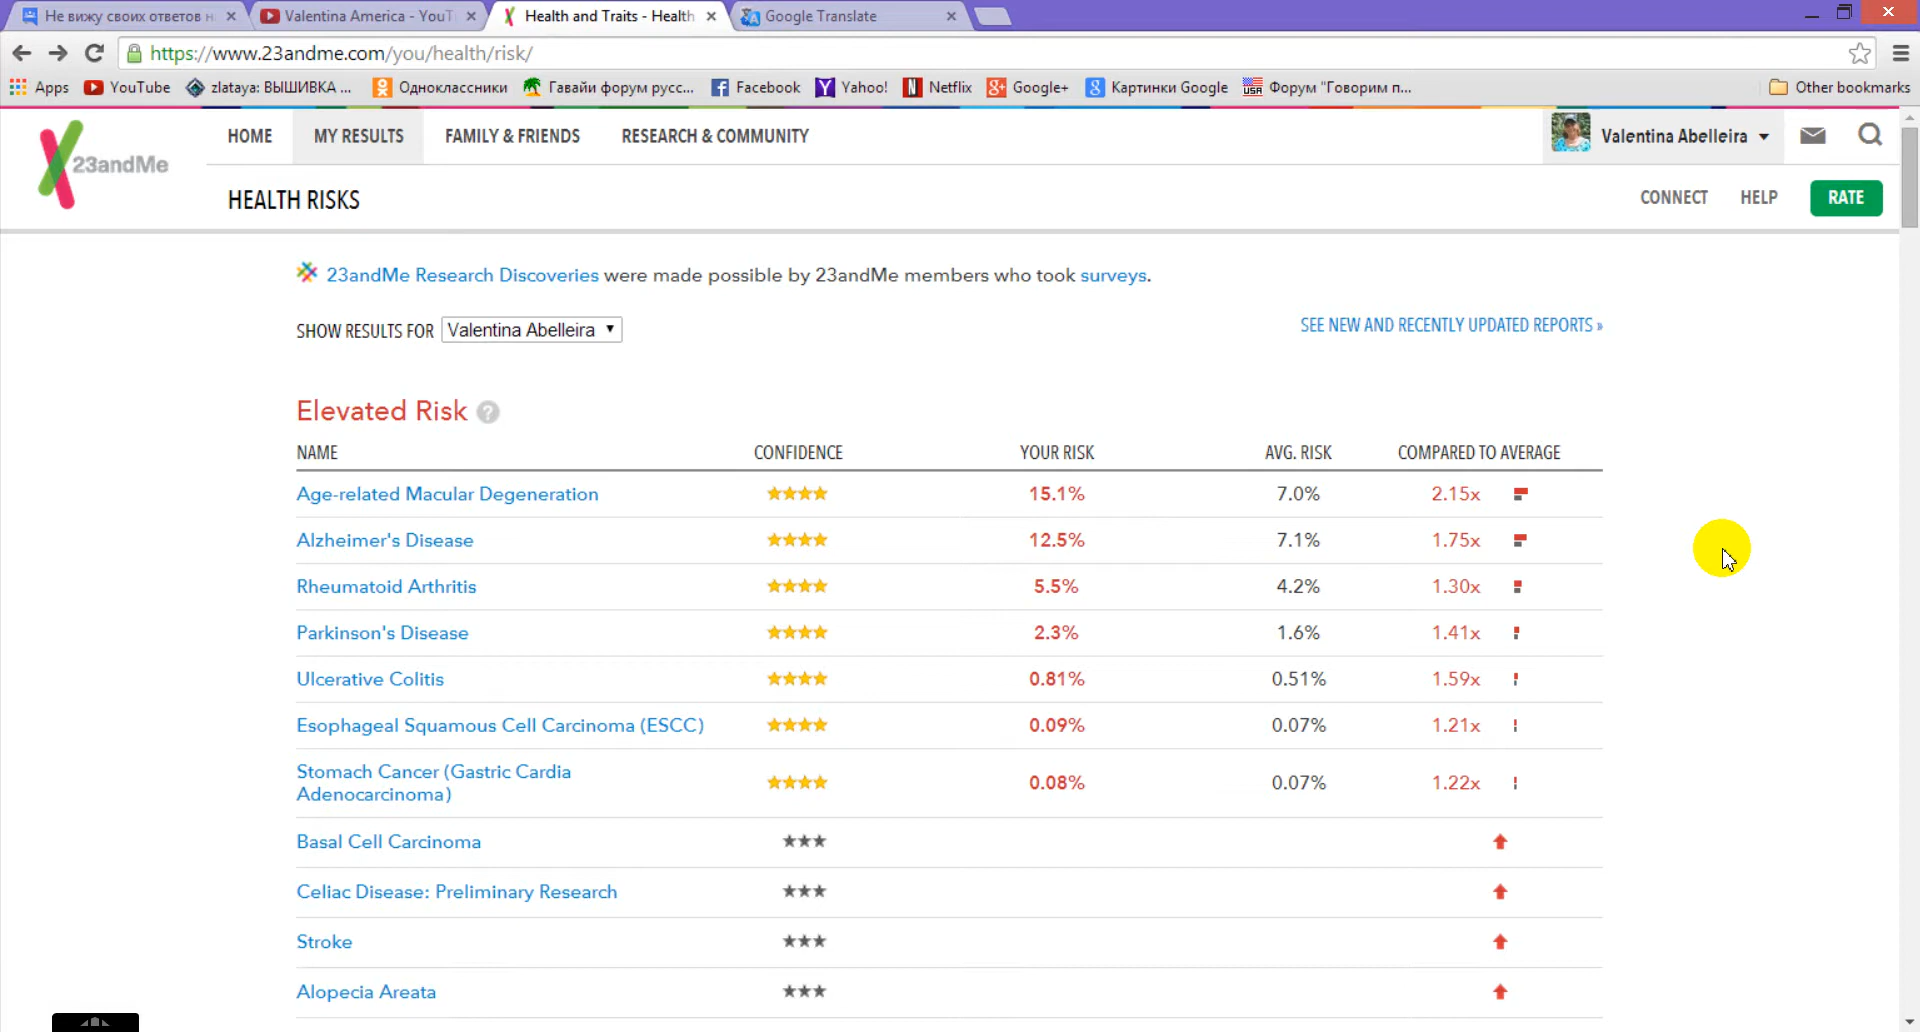 Не вижу своих ответов н
Valentina America - YouT
Health and Traits - Health
Google Translate
https://www.23andme.com/you/health/risk/
Apps YouTube zlataya: ВЫШИВКА ... Одноклассники Гавайи форум русс... Facebook Yahoo! Netflix Google+ Картинки Google Форум "Говорим п... Other bookmarks
23andMe
HOME MY RESULTS FAMILY & FRIENDS RESEARCH & COMMUNITY Valentina Abelleira
HEALTH RISKS CONNECT HELP RATE
23andMe Research Discoveries were made possible by 23andMe members who took surveys.
SHOW RESULTS FOR Valentina Abelleira SEE NEW AND RECENTLY UPDATED REPORTS »
Elevated Risk ?
NAME CONFIDENCE YOUR RISK AVG. RISK COMPARED TO AVERAGE
Age-related Macular Degeneration ★★★★ 15.1% 7.0% 2.15x
Alzheimer's Disease ★★★★ 12.5% 7.1% 1.75x
Rheumatoid Arthritis ★★★★ 5.5% 4.2% 1.30x
Parkinson's Disease ★★★★ 2.3% 1.6% 1.41x
Ulcerative Colitis ★★★★ 0.81% 0.51% 1.59x
Esophageal Squamous Cell Carcinoma (ESCC) ★★★★ 0.09% 0.07% 1.21x
Stomach Cancer (Gastric Cardia
Adenocarcinoma) ★★★★ 0.08% 0.07% 1.22x
Basal Cell Carcinoma ★★★
Celiac Disease: Preliminary Research ★★★
Stroke ★★★
Alopecia Areata ★★★